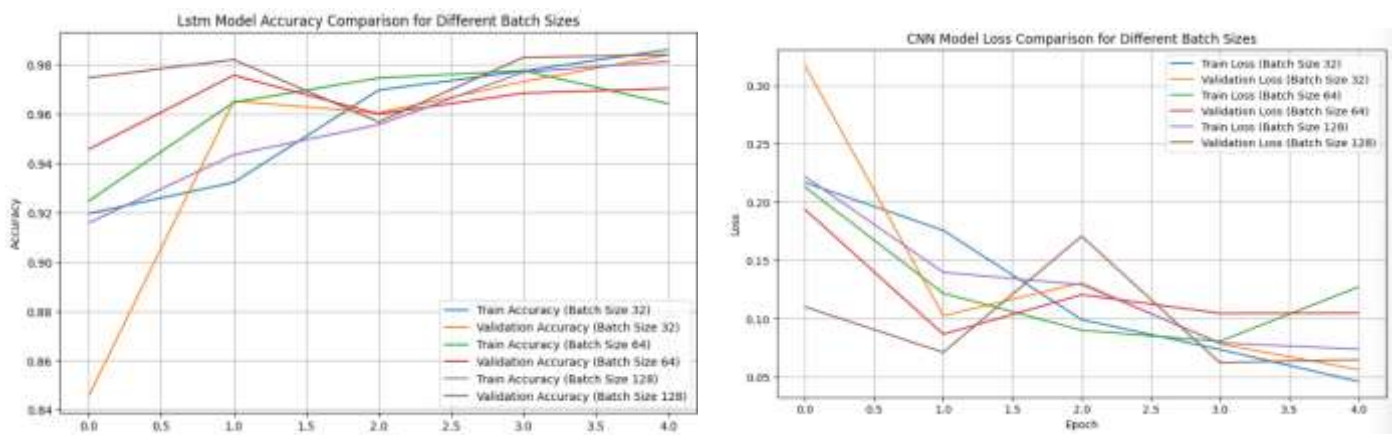 Lstm Model Accuracy Comparison for Different Batch Sizes
0.98
0.96
0.94
0.92
0.90
0.88
0.86
0.84
Accuracy
Train Accuracy (Batch Size 32)
Validation Accuracy (Batch Size 32)
Train Accuracy (Batch Size 64)
Validation Accuracy (Batch Size 64)
Train Accuracy (Batch Size 128)
Validation Accuracy (Batch Size 128)
0.0 0.5 1.0 1.5 2.0 2.5 3.0 3.5 4.0
CNN Model Loss Comparison for Different Batch Sizes
0.30
0.25
0.20
0.15
0.10
0.05
Loss
Train Loss (Batch Size 32)
Validation Loss (Batch Size 32)
Train Loss (Batch Size 64)
Validation Loss (Batch Size 64)
Train Loss (Batch Size 128)
Validation Loss (Batch Size 128)
0.0 0.5 1.0 1.5 2.0 2.5 3.0 3.5 4.0
Epoch